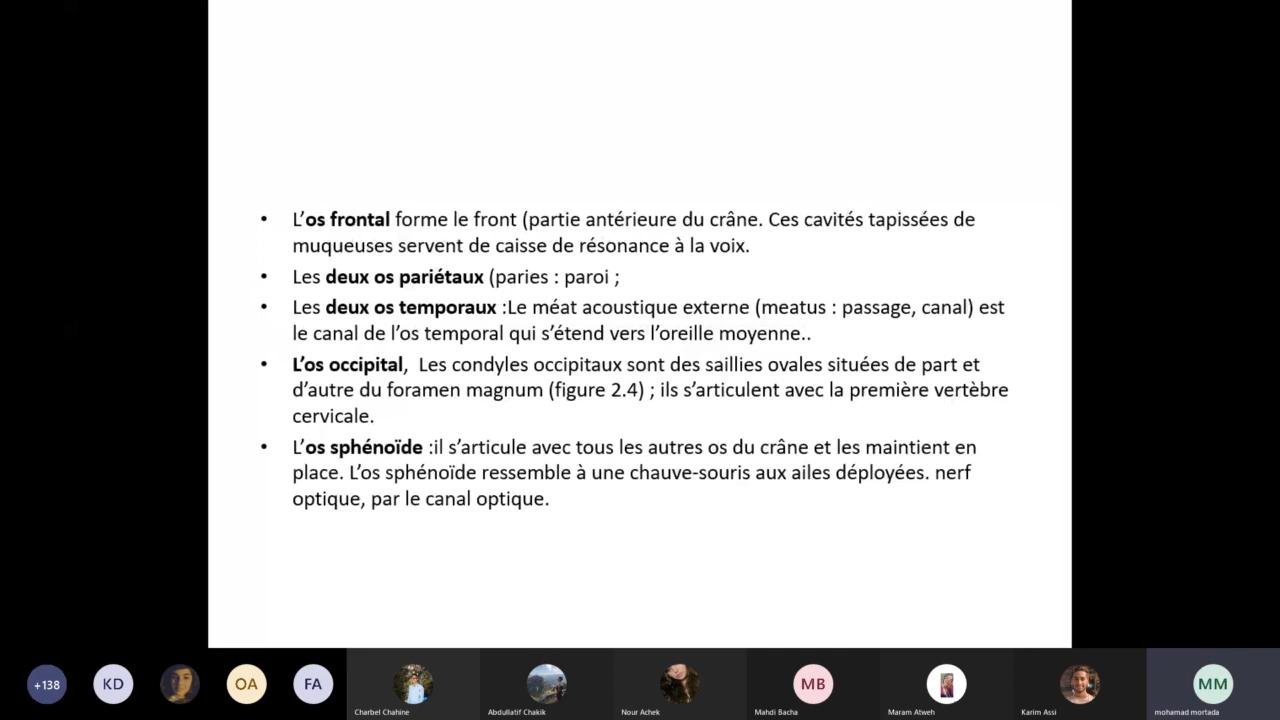 • L’os frontal forme le front (partie antérieure du crâne. Ces cavités tapissées de
muqueuses servent de caisse de résonance à la voix.
• Les deux os pariétaux (paries : paroi ;
• Les deux os temporaux :Le méat acoustique externe (meatus : passage, canal) est
le canal de l’os temporal qui s’étend vers l’oreille moyenne..
• L’os occipital,  Les condyles occipitaux sont des saillies ovales situées de part et
d’autre du foramen magnum (figure 2.4) ; ils s’articulent avec la première vertèbre
cervicale.
• L’os sphénoïde :il s’articule avec tous les autres os du crâne et les maintient en
place. L’os sphénoïde ressemble à une chauve-souris aux ailes déployées. nerf
optique, par le canal optique.
+138 KD OA FA MB MM
Charbel Chahine Abdullatif Chakik Nour Achek Mahdi Bacha Maram Atweh Karim Assi mohamad mortada